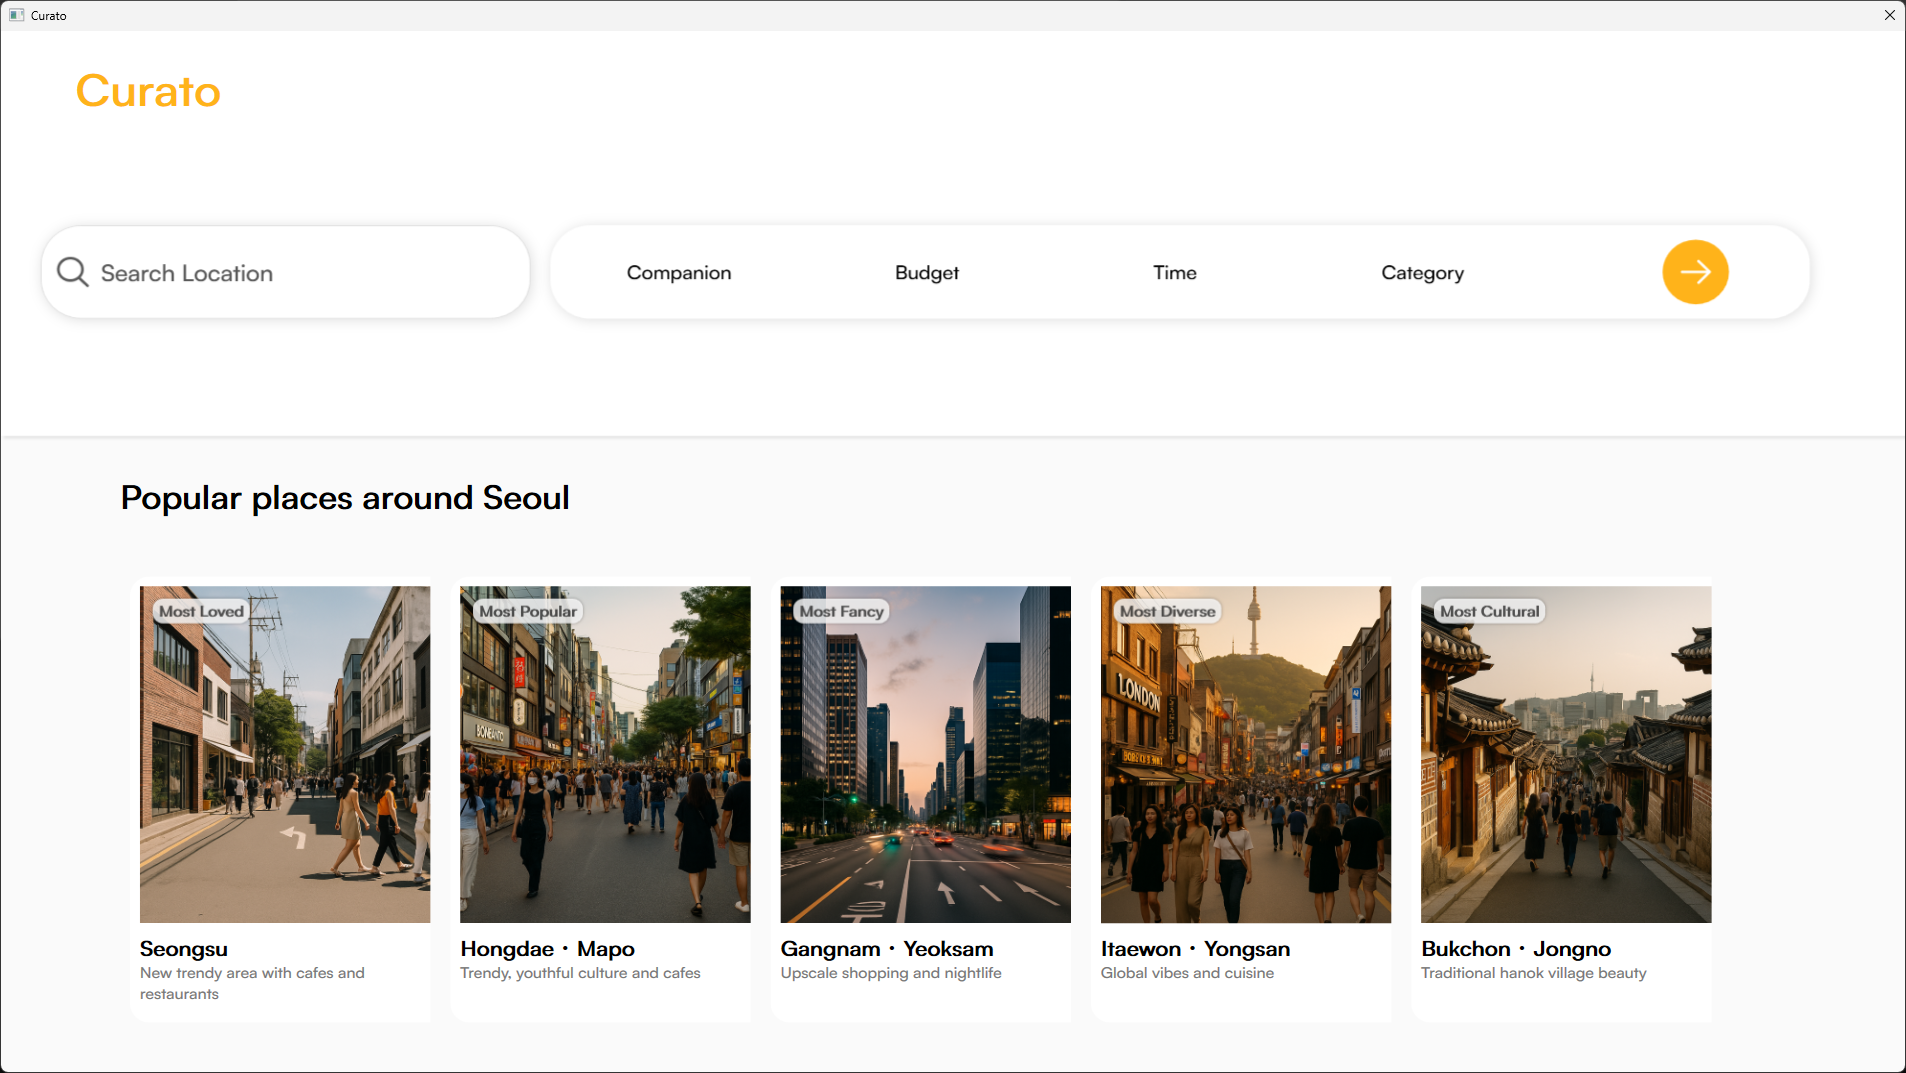 Curato
Curato
Search Location
Companion
Budget
Time
Category
Popular places around Seoul
Most Loved
Most Popular
Most Fancy
Most Diverse
Most Cultural
BONEANTO
LONDON
Seongsu
New trendy area with cafes and
restaurants
Hongdae · Mapo
Trendy, youthful culture and cafes
Gangnam · Yeoksam
Upscale shopping and nightlife
Itaewon · Yongsan
Global vibes and cuisine
Bukchon · Jongno
Traditional hanok village beauty